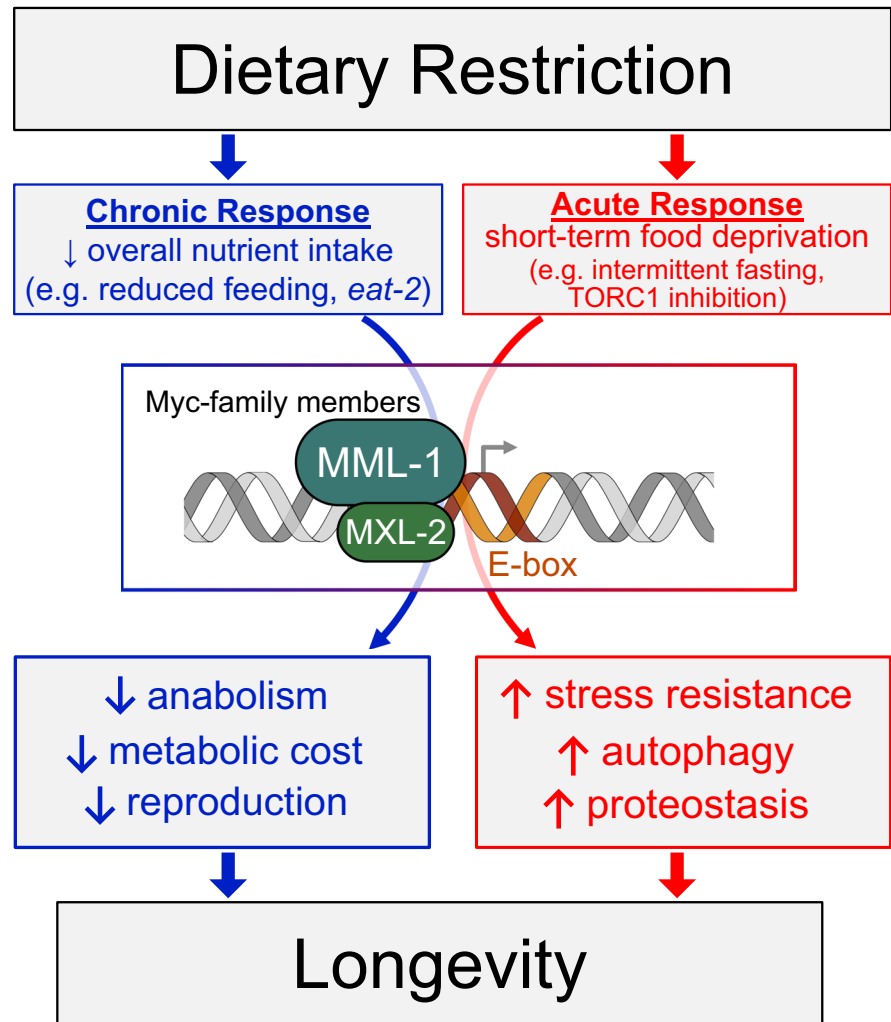 Dietary Restriction
Chronic Response
↓ overall nutrient intake
(e.g. reduced feeding, eat-2)
Acute Response
short-term food deprivation
(e.g. intermittent fasting,
TORC1 inhibition)
Myc-family members
MML-1
MXL-2
E-box
↓ anabolism
↓ metabolic cost
↓ reproduction
↑ stress resistance
↑ autophagy
↑ proteostasis
Longevity